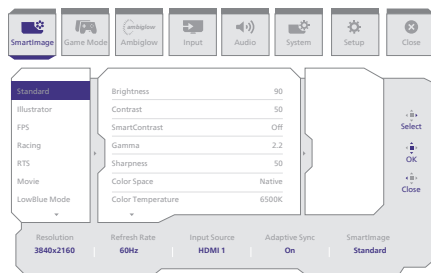 ambiglow
SmartImage Game Mode Ambiglow Input Audio System Setup Close
Standard
Illustrator
FPS
Racing
RTS
Movie
LowBlue Mode
Brightness 90
Contrast 50
SmartContrast Off
Gamma 2.2
Sharpness 50
Color Space Native
Color Temperature 6500K
Select
OK
Close
Resolution Refresh Rate Input Source Adaptive Sync SmartImage
3840x2160 60Hz HDMI 1 On Standard